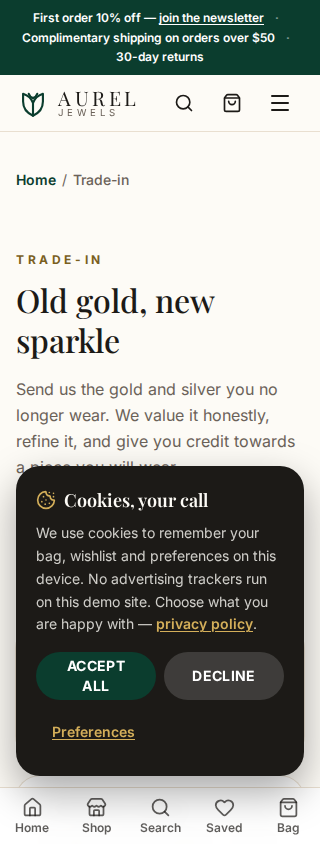 First order 10% off — join the newsletter ·
Complimentary shipping on orders over $50 ·
30-day returns
AUREL
JEWELS
Home / Trade-in
TRADE-IN
Old gold, new
sparkle
Send us the gold and silver you no
longer wear. We value it honestly,
refine it, and give you credit towards
a piece you will wear.
Cookies, your call
We use cookies to remember your
bag, wishlist and preferences on this
device. No advertising trackers run
on this demo site. Choose what you
are happy with — privacy policy.
ACCEPT
ALL
DECLINE
Preferences
Home Shop Search Saved Bag